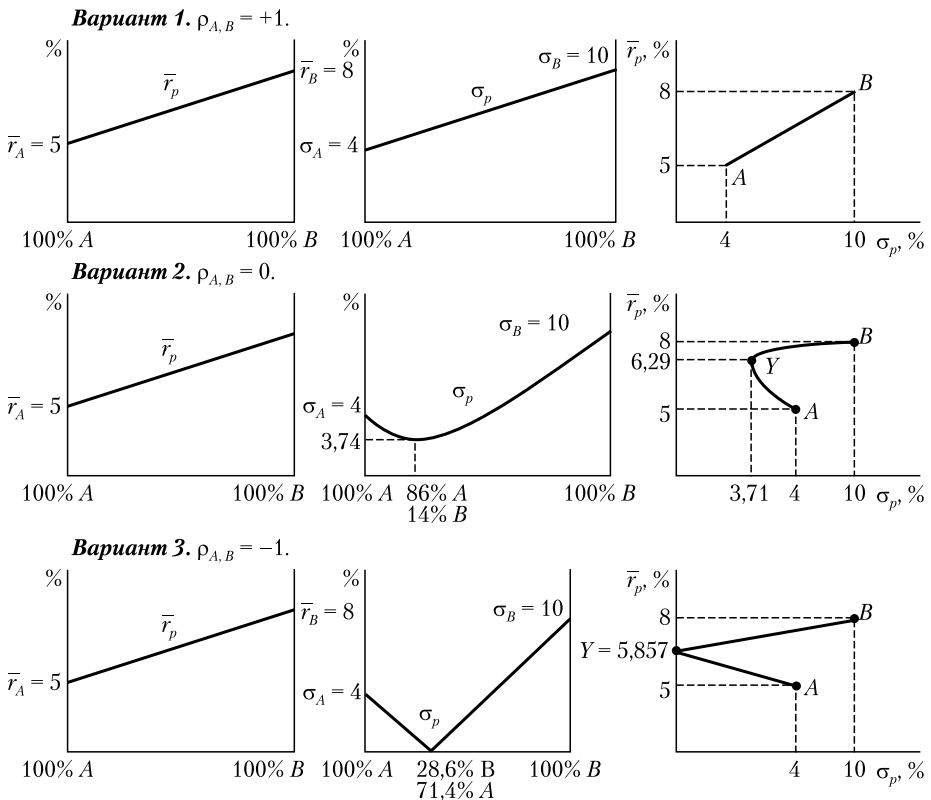 Вариант 1. ρA, B = +1.
%
r̄p
r̄A = 5
r̄B = 8
100% A
100% B
%
σB = 10
σp
σA = 4
100% A
100% B
r̄p, %
8
B
5
A
4
10
σp, %
Вариант 2. ρA, B = 0.
%
r̄p
r̄A = 5
100% A
100% B
%
σB = 10
σp
σA = 4
3,74
100% A
86% A
14% B
100% B
r̄p, %
8
B
6,29
Y
5
A
3,71
4
10
σp, %
Вариант 3. ρA, B = −1.
%
r̄p
r̄A = 5
r̄B = 8
100% A
100% B
%
σB = 10
σA = 4
σp
100% A
28,6% B
71,4% A
100% B
r̄p, %
8
B
Y = 5,857
5
A
4
10
σp, %